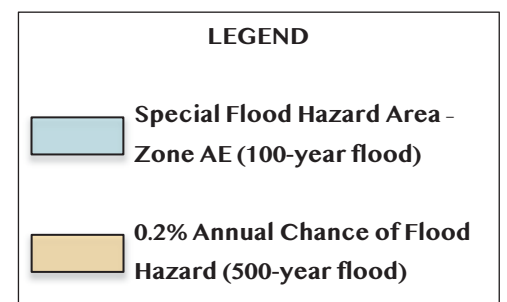 LEGEND
Special Flood Hazard Area -
Zone AE (100-year flood)
0.2% Annual Chance of Flood
Hazard (500-year flood)